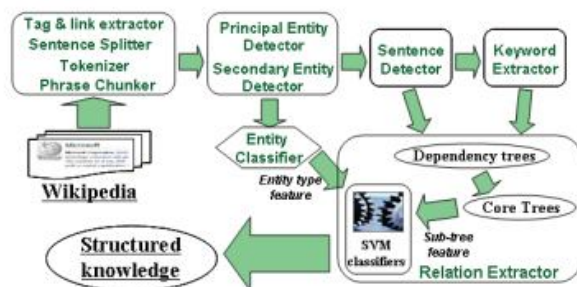 Tag & link extractor
Sentence Splitter
Tokenizer
Phrase Chunker
Principal Entity
Detector
Secondary Entity
Detector
Sentence
Detector
Keyword
Extractor
Wikipedia
Entity
Classifier
Entity type
feature
Dependency trees
Core Trees
Sub-tree
feature
SVM
classifiers
Relation Extractor
Structured
knowledge